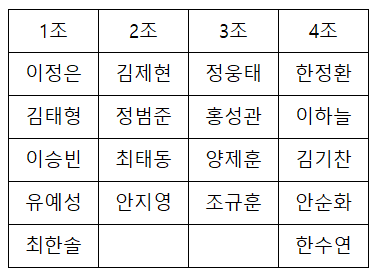 1조 2조 3조 4조
이정은 김제현 정웅태 한정환
김태형 정범준 홍성관 이하늘
이승빈 최태동 양제훈 김기찬
유예성 안지영 조규훈 안순화
최한솔 한수연